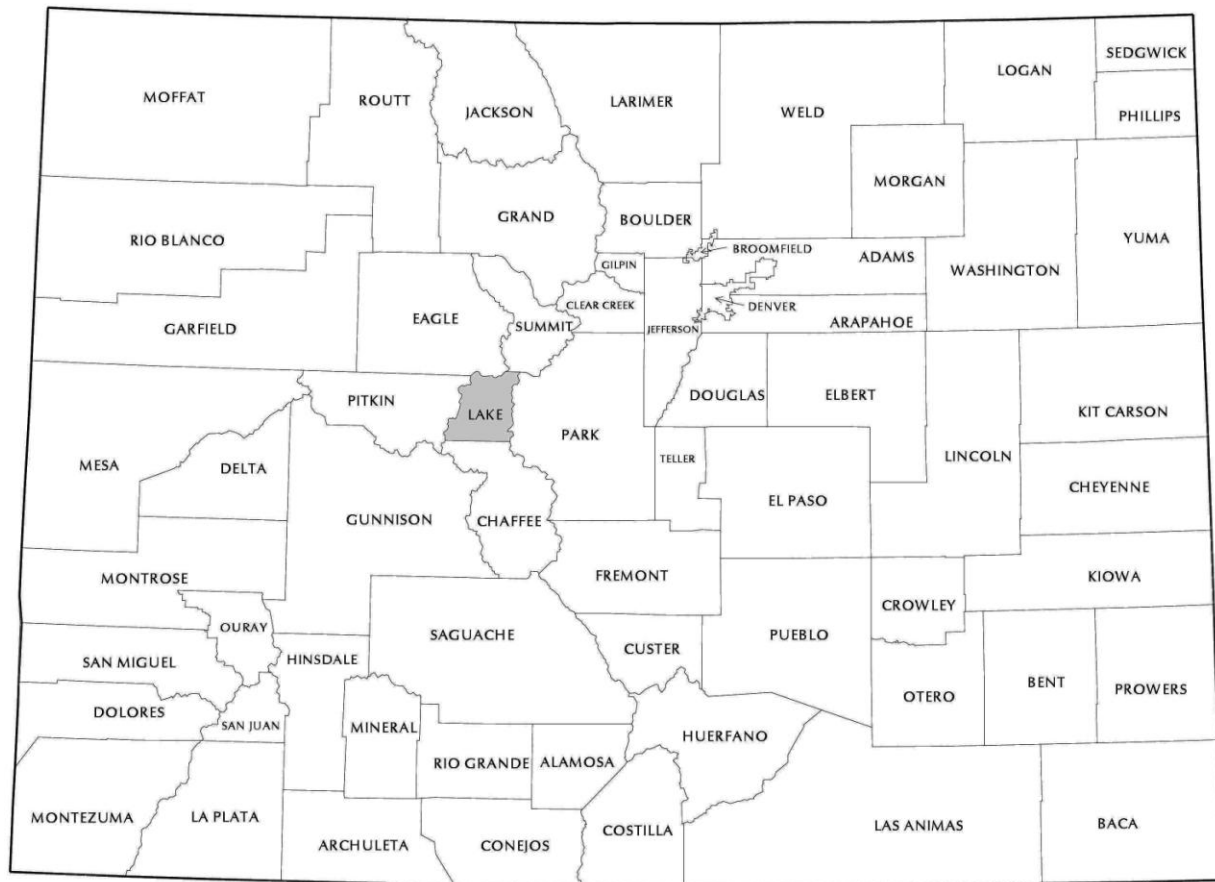 SEDGWICK
LOGAN
MOFFAT
ROUTT
JACKSON
LARIMER
WELD
PHILLIPS
MORGAN
GRAND
BOULDER
RIO BLANCO
YUMA
BROOMFIELD
ADAMS
WASHINGTON
GILPIN
CLEAR CREEK
DENVER
EAGLE
SUMMIT
GARFIELD
JEFFERSON
ARAPAHOE
PITKIN
LAKE
DOUGLAS
ELBERT
KIT CARSON
PARK
MESA
DELTA
TELLER
LINCOLN
EL PASO
CHEYENNE
GUNNISON
CHAFFEE
MONTROSE
FREMONT
KIOWA
CROWLEY
OURAY
SAGUACHE
PUEBLO
SAN MIGUEL
HINSDALE
CUSTER
BENT
PROWERS
OTERO
DOLORES
SAN JUAN
MINERAL
HUERFANO
RIO GRANDE
ALAMOSA
MONTEZUMA
LA PLATA
COSTILLA
LAS ANIMAS
BACA
ARCHULETA
CONEJOS